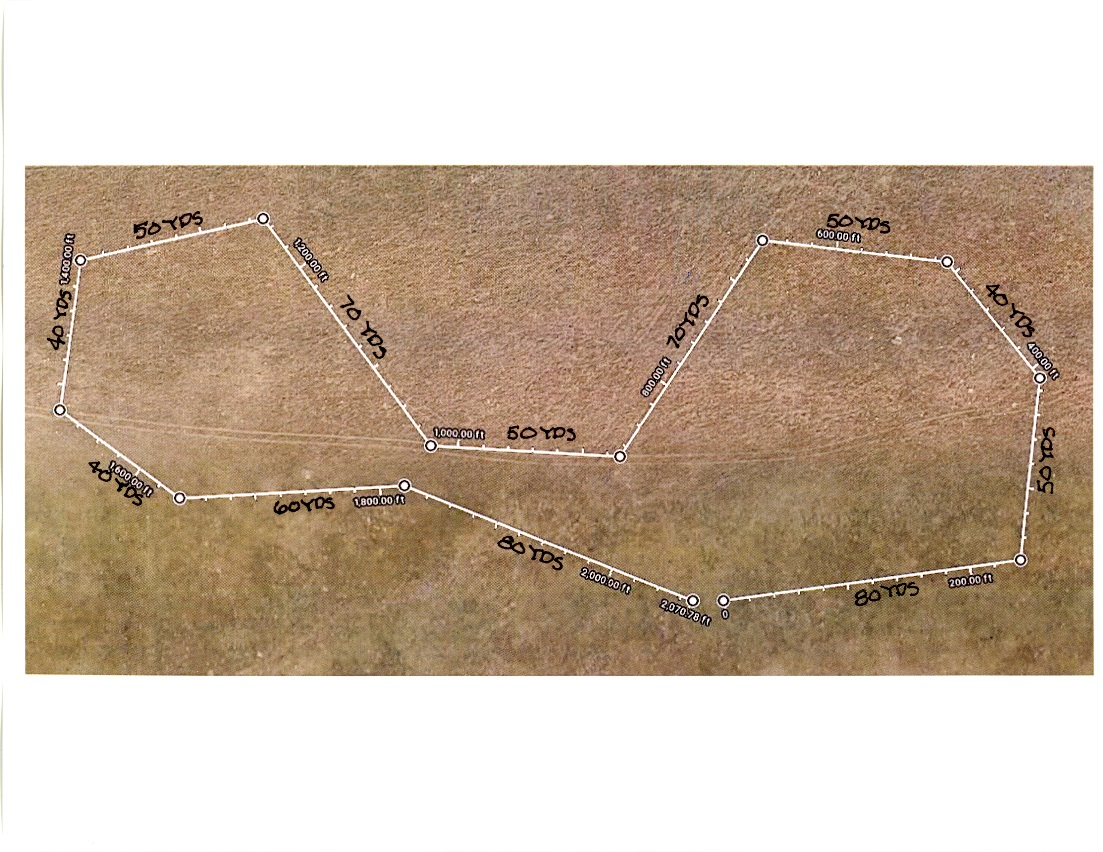 50 YDS
50 YDS
600.00 ft
1,400.00 ft
1,200.00 ft
40 YDS
70 YDS
70 YDS
40 YDS
400.00 ft
800.00 ft
1,000.00 ft
50 YDS
50 YDS
1,600.00 ft
40 YDS
60 YDS
1,800.00 ft
80 YDS
2,000.00 ft
2,070.78 ft
0
80 YDS
200.00 ft